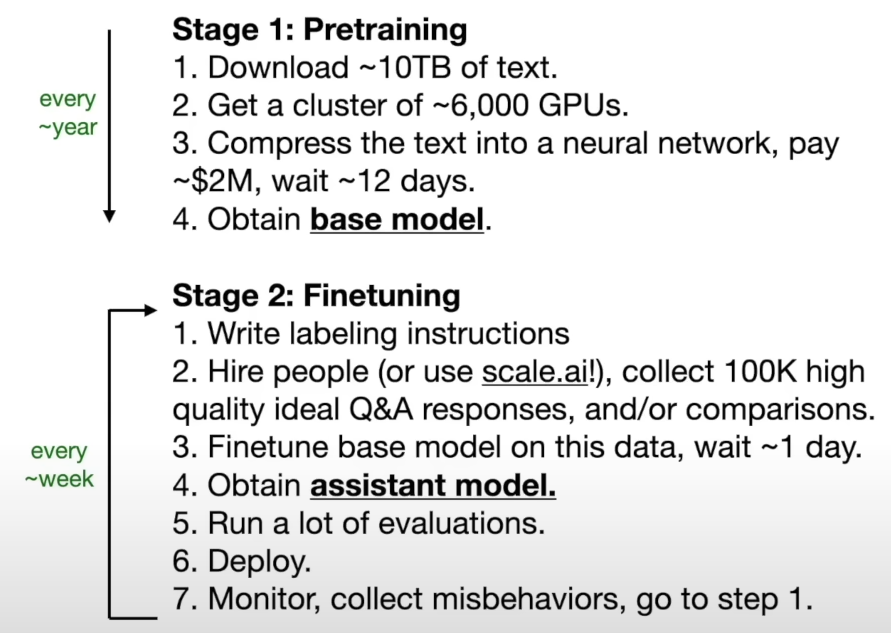 Stage 1: Pretraining
1. Download ~10TB of text.
2. Get a cluster of ~6,000 GPUs.
3. Compress the text into a neural network, pay
~$2M, wait ~12 days.
4. Obtain base model.
every
~year
Stage 2: Finetuning
1. Write labeling instructions
2. Hire people (or use scale.ai!), collect 100K high
quality ideal Q&A responses, and/or comparisons.
3. Finetune base model on this data, wait ~1 day.
4. Obtain assistant model.
5. Run a lot of evaluations.
6. Deploy.
7. Monitor, collect misbehaviors, go to step 1.
every
~week